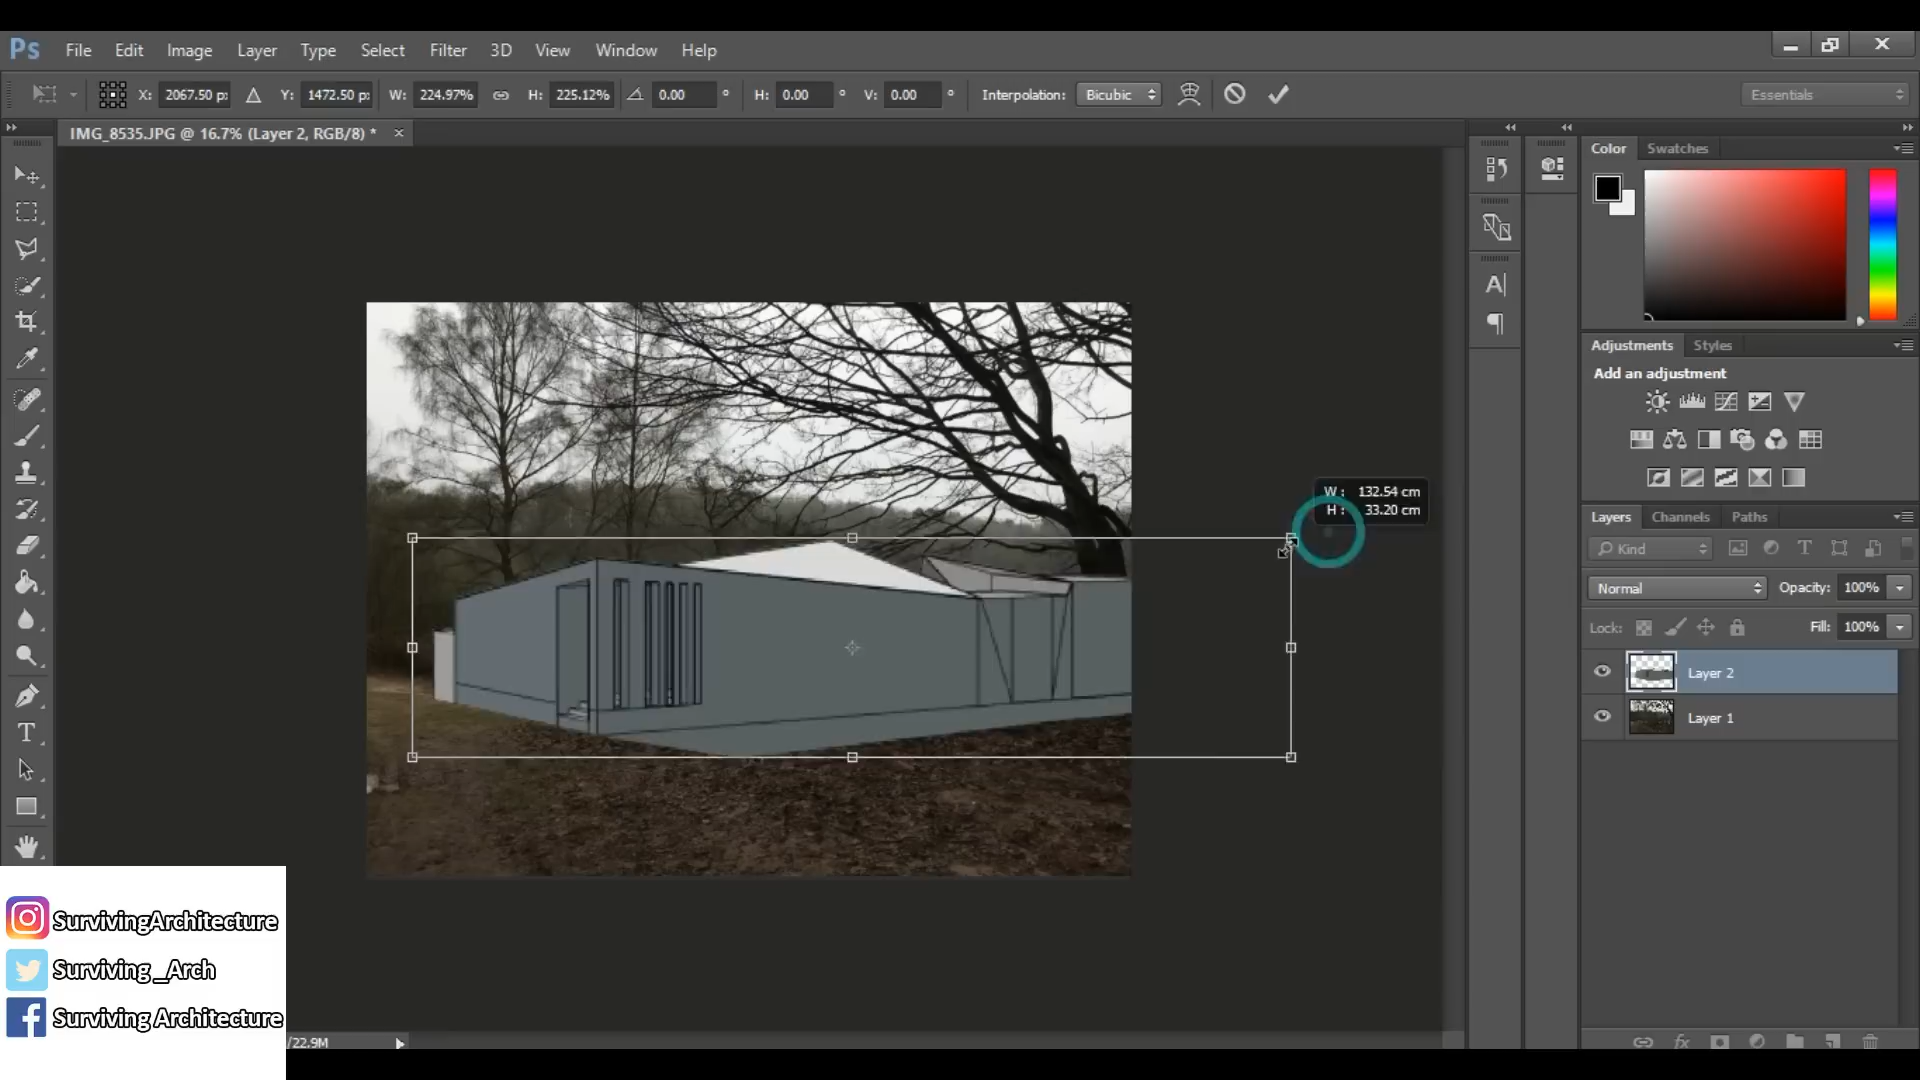 Ps File Edit Image Layer Type Select Filter 3D View Window Help
X: 2067.50 px Y: 1472.50 px W: 224.97% H: 225.12% 0.00 ° H: 0.00 ° V: 0.00 ° Interpolation: Bicubic Essentials
IMG_8535.JPG @ 16.7% (Layer 2, RGB/8) * ×
Color Swatches
Adjustments Styles
Add an adjustment
W: 132.54 cm
H: 33.20 cm
Layers Channels Paths
Kind
Normal Opacity: 100%
Lock: Fill: 100%
Layer 2
Layer 1
SurvivingArchitecture
Surviving_Arch
Surviving Architecture
/22.9M